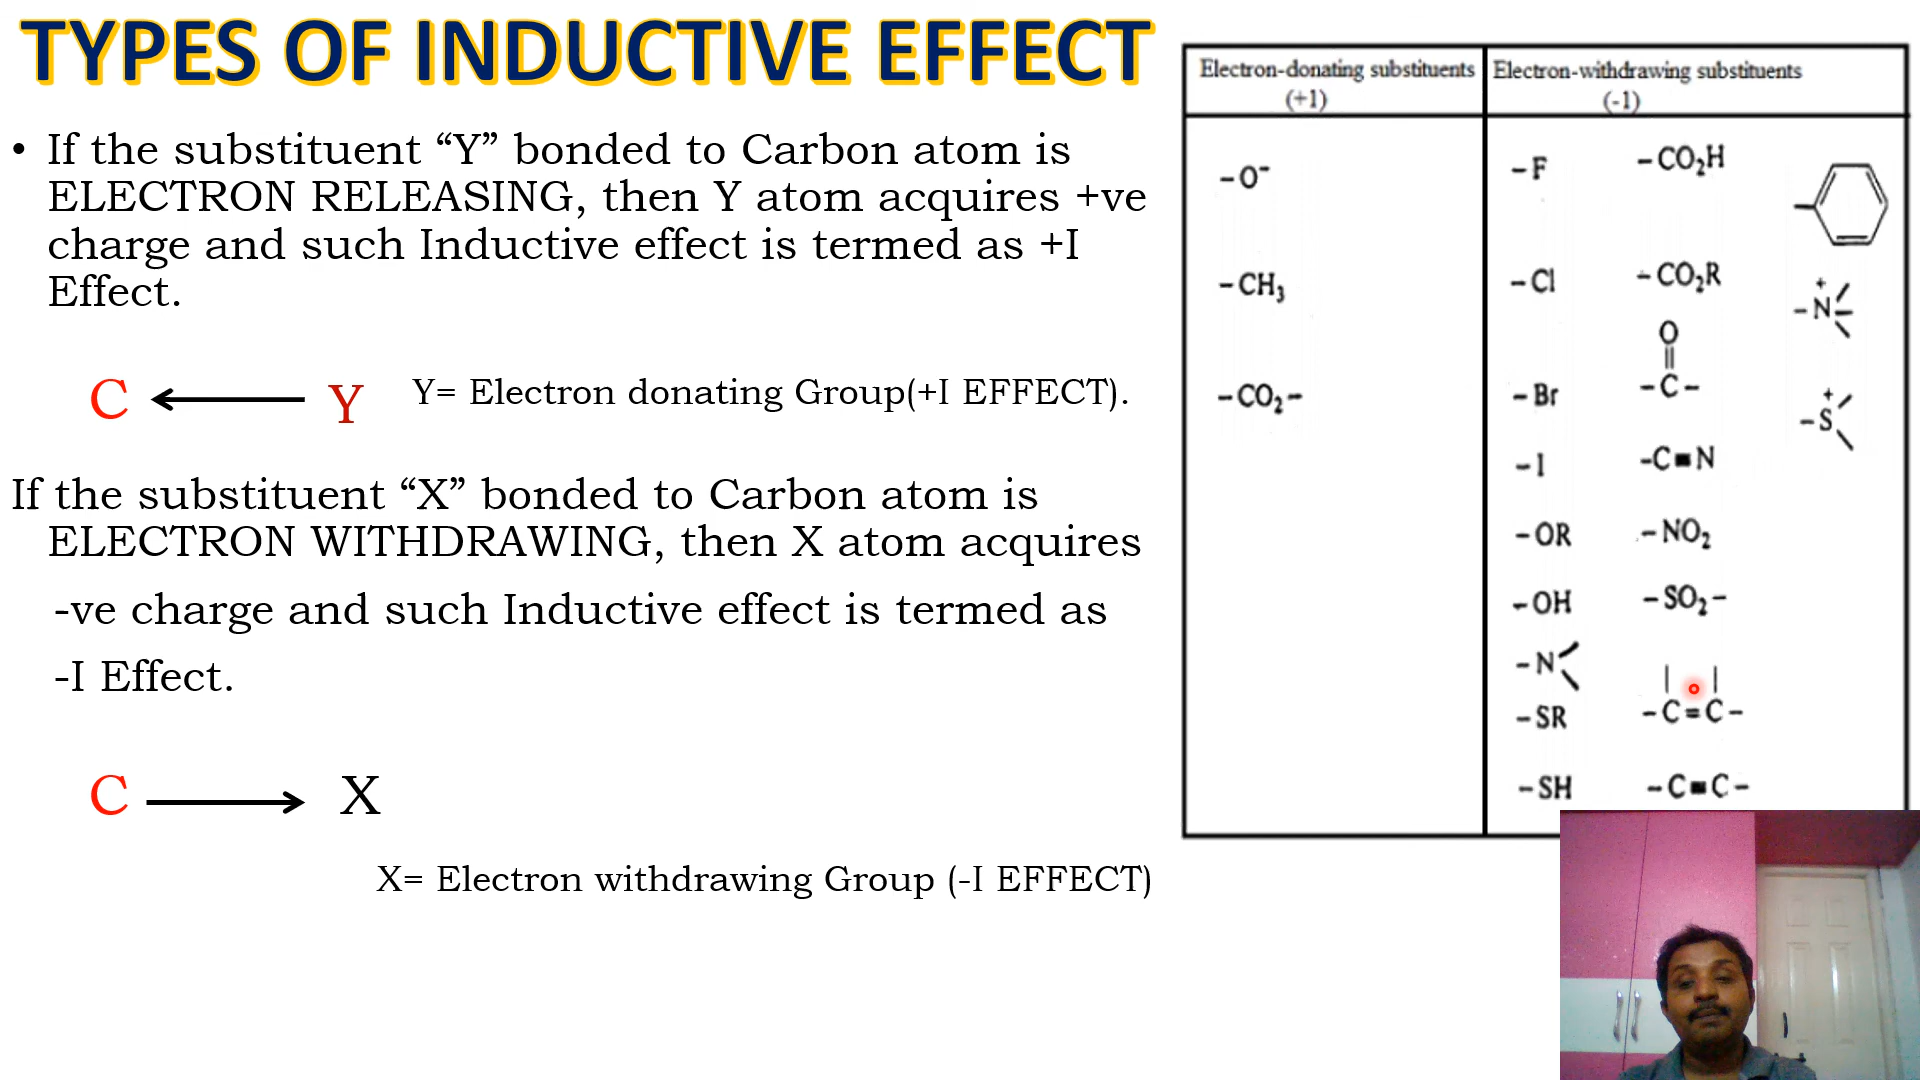 TYPES OF INDUCTIVE EFFECT
• If the substituent “Y” bonded to Carbon atom is
ELECTRON RELEASING, then Y atom acquires +ve
charge and such Inductive effect is termed as +I
Effect.
C Y Y= Electron donating Group(+I EFFECT).
If the substituent “X” bonded to Carbon atom is
ELECTRON WITHDRAWING, then X atom acquires
-ve charge and such Inductive effect is termed as
-I Effect.
C X
X= Electron withdrawing Group (-I EFFECT)
Electron-donating substituents
(+1)
-O⁻
-CH₃
-CO₂-
Electron-withdrawing substituents
(-1)
-F
-Cl
-Br
-I
-OR
-OH
-N
-SR
-SH
-CO₂H
-CO₂R
O
-C-
-C≡N
-NO₂
-SO₂-
-C=C-
-C≡C-
+
-N
+
-S